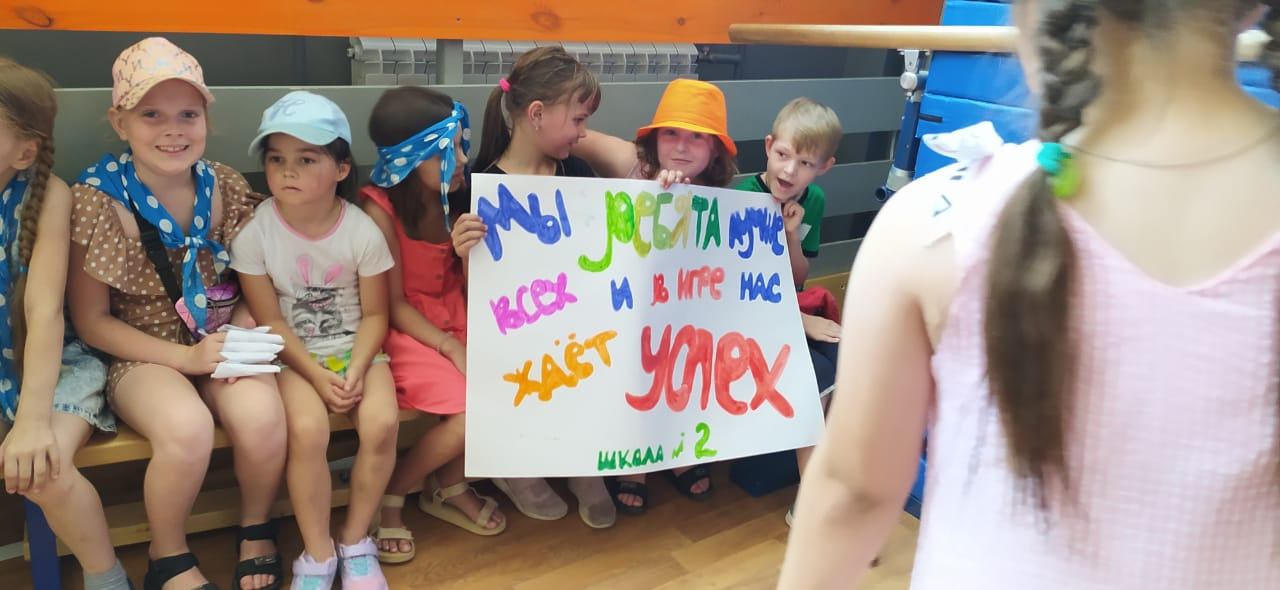 Мы ребята лучше
всех и в игре нас
ждёт успех
школа № 2